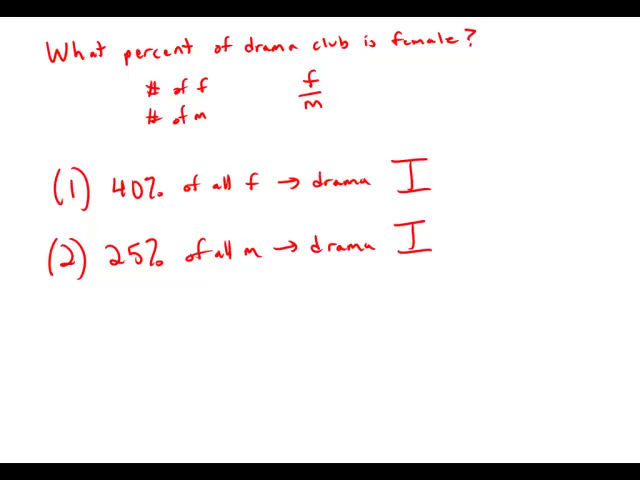 What percent of drama club is female?
# of f
f/m
# of m
(1) 40% of all f → drama I
(2) 25% of all m → drama I